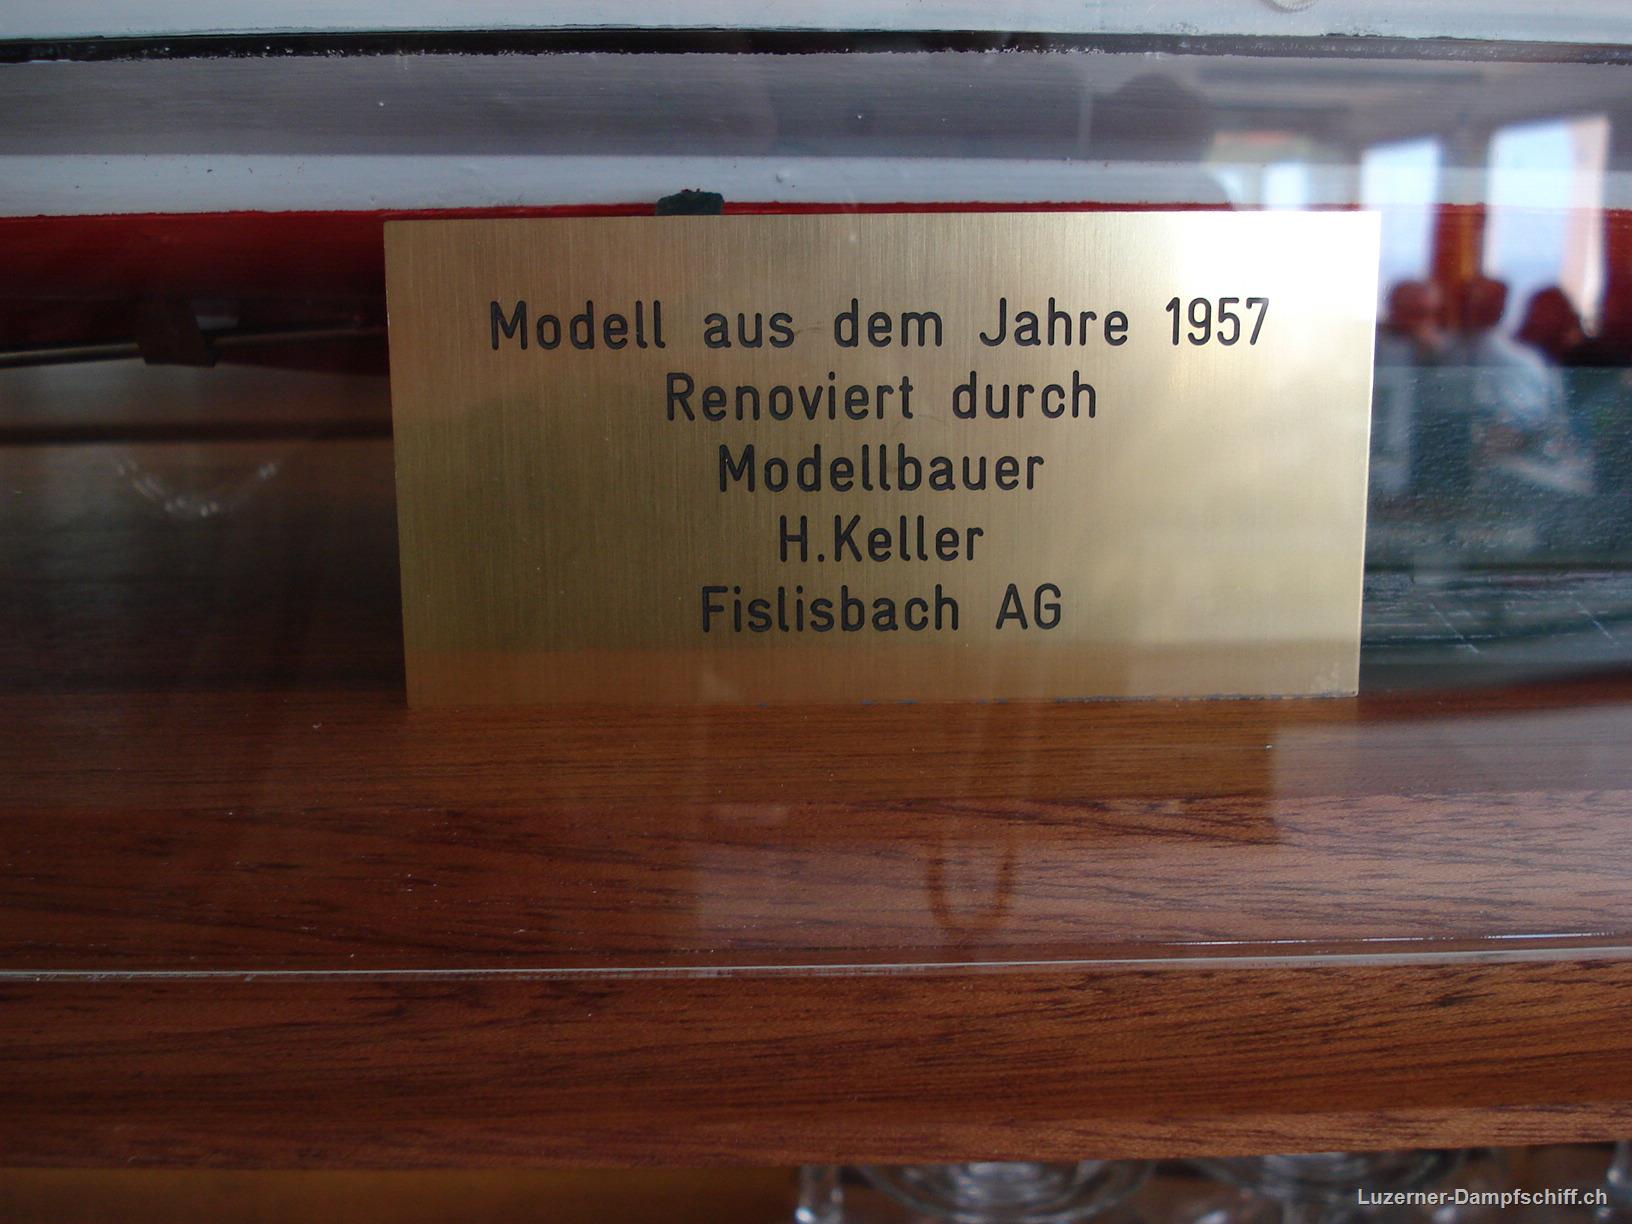 Modell aus dem Jahre 1957
Renoviert durch
Modellbauer
H.Keller
Fislisbach AG
Luzerner-Dampfschiff.ch